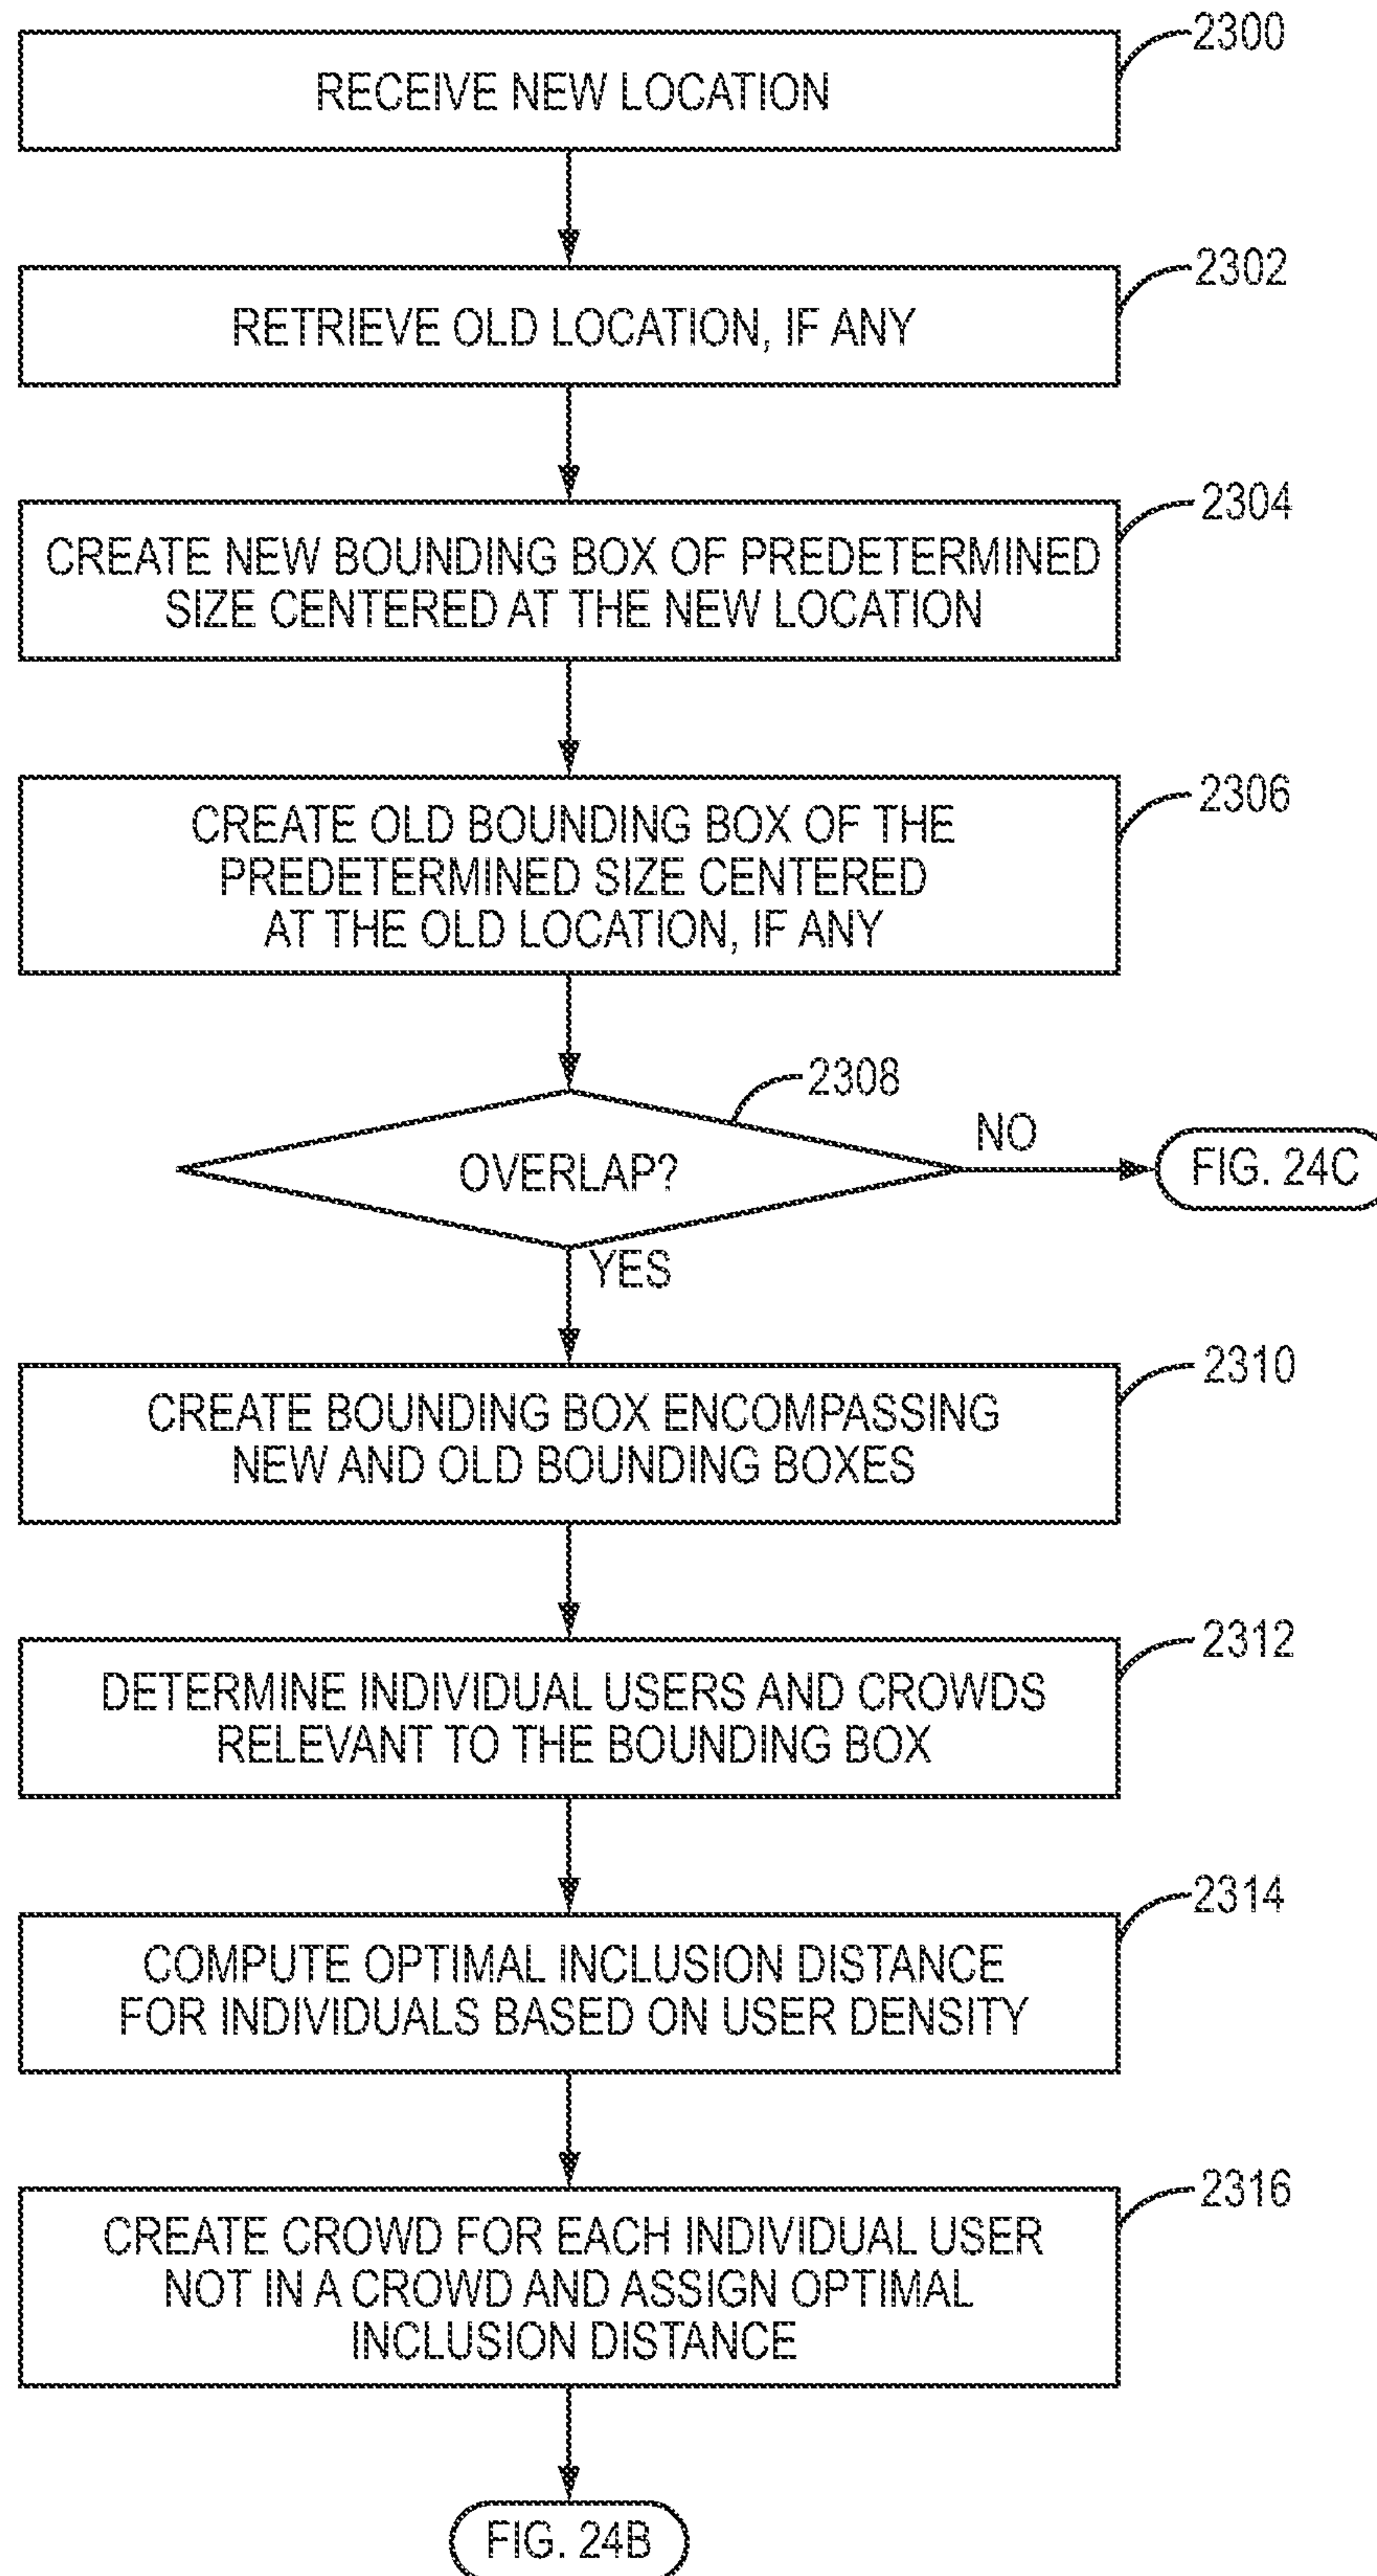 2300
RECEIVE NEW LOCATION
2302
RETRIEVE OLD LOCATION, IF ANY
2304
CREATE NEW BOUNDING BOX OF PREDETERMINED
SIZE CENTERED AT THE NEW LOCATION
2306
CREATE OLD BOUNDING BOX OF THE
PREDETERMINED SIZE CENTERED
AT THE OLD LOCATION, IF ANY
2308
OVERLAP?
NO
FIG. 24C
YES
2310
CREATE BOUNDING BOX ENCOMPASSING
NEW AND OLD BOUNDING BOXES
2312
DETERMINE INDIVIDUAL USERS AND CROWDS
RELEVANT TO THE BOUNDING BOX
2314
COMPUTE OPTIMAL INCLUSION DISTANCE
FOR INDIVIDUALS BASED ON USER DENSITY
2316
CREATE CROWD FOR EACH INDIVIDUAL USER
NOT IN A CROWD AND ASSIGN OPTIMAL
INCLUSION DISTANCE
FIG. 24B